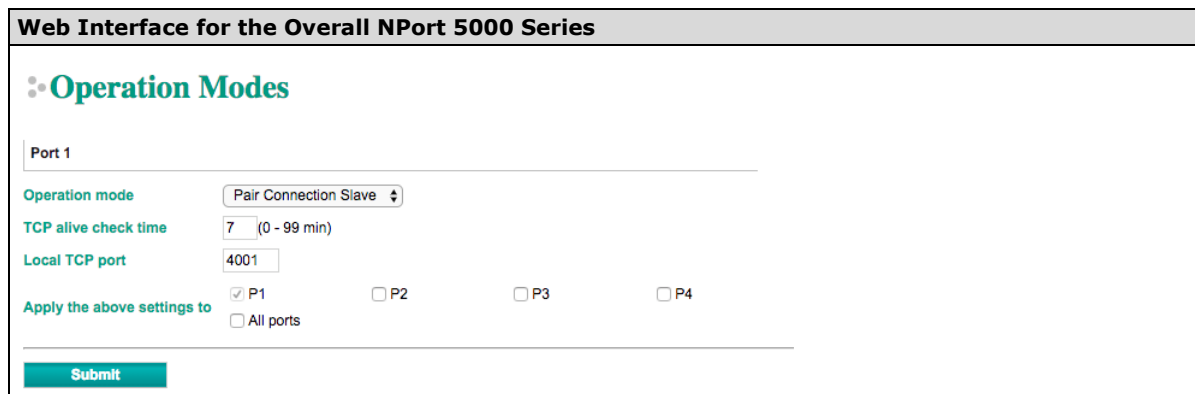 Web Interface for the Overall NPort 5000 Series
Operation Modes
Port 1
Operation mode Pair Connection Slave
TCP alive check time 7 (0 - 99 min)
Local TCP port 4001
Apply the above settings to P1 P2 P3 P4
All ports
Submit